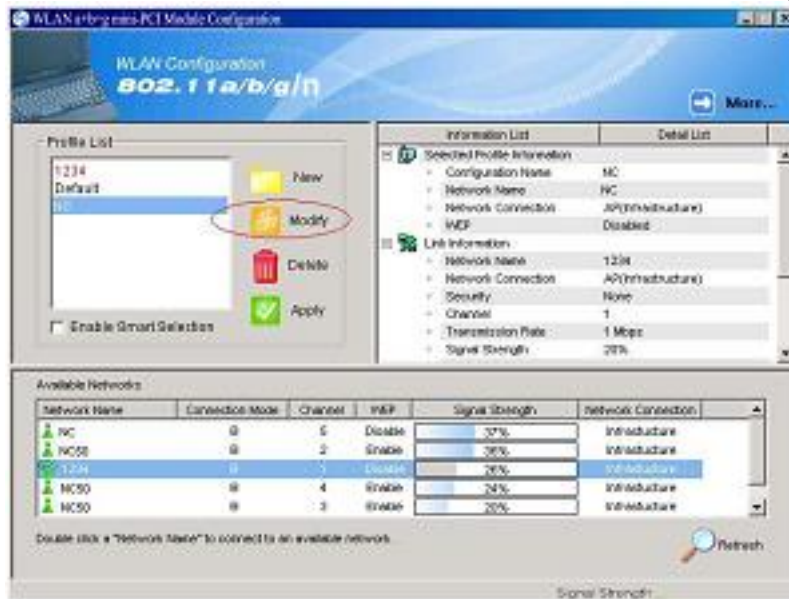 WLAN a+b+g mini-PCI Module Configuration
WLAN Configuration
802.11a/b/g/n
More...
Profile List
1234
Default
NC
New
Modify
Delete
Apply
Enable Smart Selection
Information List Detail List
Selected Profile Information
Configuration Name NC
Network Name NC
Network Connection AP(Infrastructure)
WEP Disabled
Link Information
Network Name 1234
Network Connection AP(Infrastructure)
Security None
Channel 1
Transmission Rate 1 Mbps
Signal Strength 20%
Available Networks
Network Name Connection Mode Channel WEP Signal Strength Network Connection
NC 5 Disable 37% Infrastructure
NC50 2 Enable 36% Infrastructure
1234 1 Disable 26% Infrastructure
NC50 4 Enable 24% Infrastructure
NC50 3 Enable 20% Infrastructure
Double click a "Network Name" to connect to an available network.
Refresh
Signal Strength